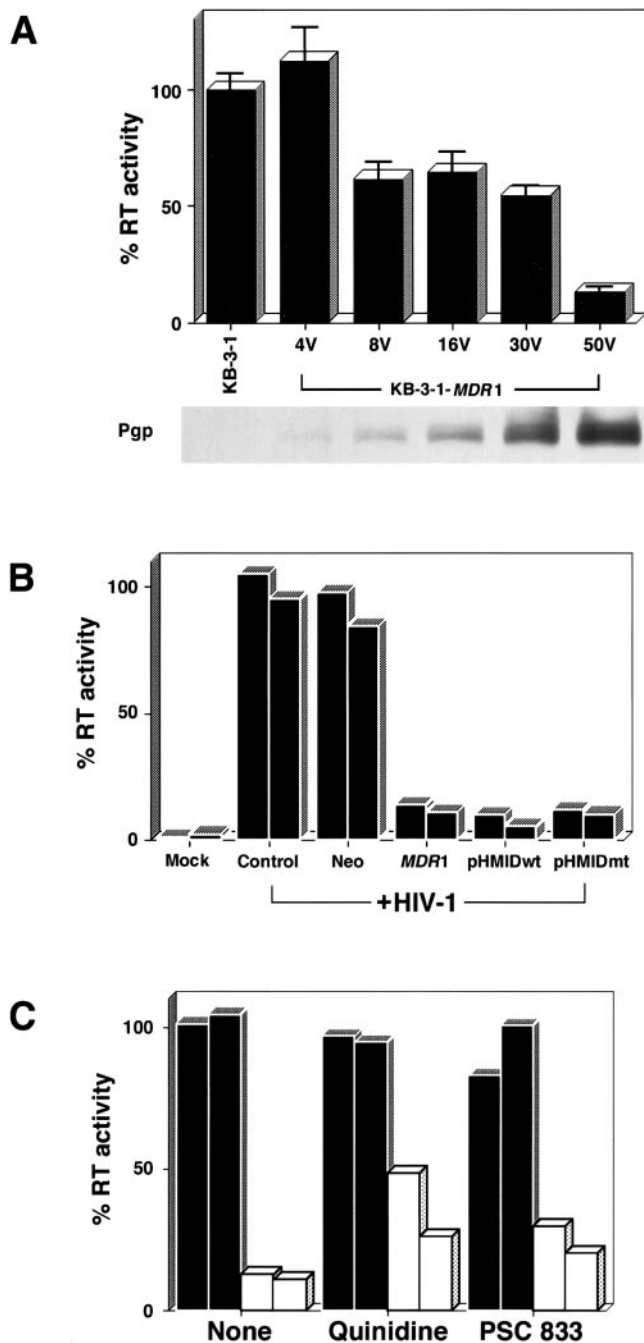 A
% RT activity
100
50
0
KB-3-1
4V 8V 16V 30V 50V
KB-3-1-MDR1
Pgp
B
% RT activity
100
50
0
Mock Control Neo MDR1 pHMIDwt pHMIDmt
+HIV-1
C
% RT activity
100
50
0
None Quinidine PSC 833